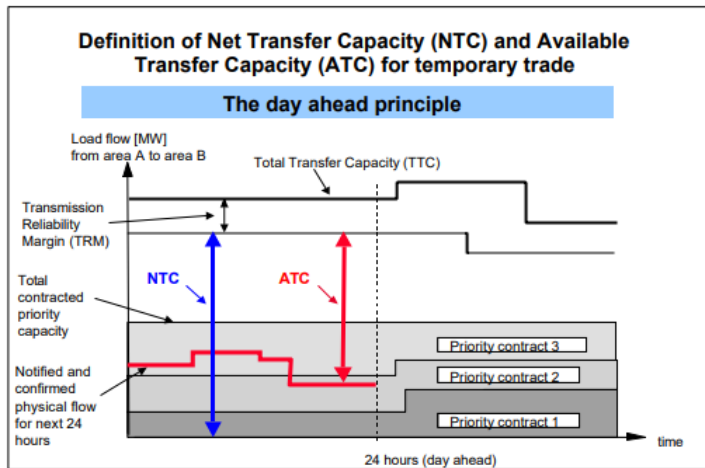 Definition of Net Transfer Capacity (NTC) and Available
Transfer Capacity (ATC) for temporary trade
The day ahead principle
Load flow [MW]
from area A to area B
Total Transfer Capacity (TTC)
Transmission
Reliability
Margin (TRM)
NTC
ATC
Total
contracted
priority
capacity
Priority contract 3
Notified and
confirmed
physical flow
for next 24
hours
Priority contract 2
Priority contract 1
time
24 hours (day ahead)